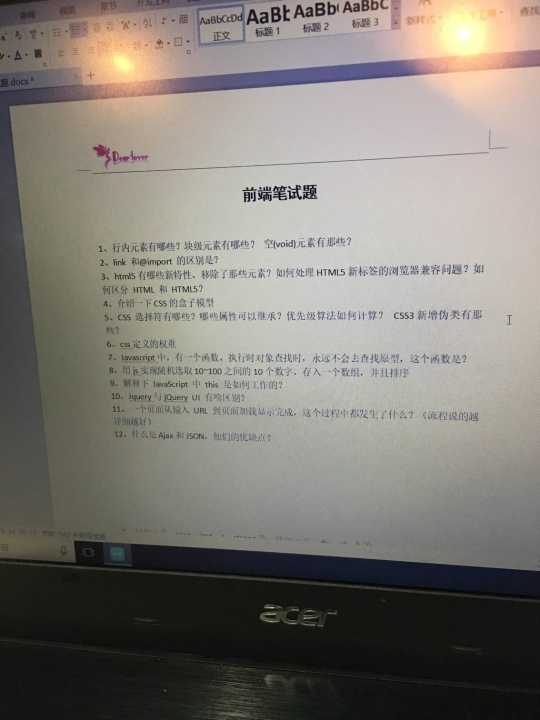 AaBbCcDd AaBb AaBb( AaBbC
正文 标题 1 标题 2 标题 3
.docx *
Dear lover
前端笔试题
1、行内元素有哪些？块级元素有哪些？ 空(void)元素有那些？
2、link 和@import 的区别是？
3、html5 有哪些新特性、移除了那些元素？如何处理 HTML5 新标签的浏览器兼容问题？如
何区分 HTML 和 HTML5？
4、介绍一下 CSS 的盒子模型
5、CSS 选择符有哪些？哪些属性可以继承？优先级算法如何计算？ CSS3 新增伪类有那
些？
6、css 定义的权重
7、Javascript 中，有一个函数，执行时对象查找时，永远不会去查找原型，这个函数是？
8、用 js 实现随机选取 10~100 之间的 10 个数字，存入一个数组，并且排序
9、解释下 JavaScript 中 this 是如何工作的？
10、Jquery 与 jQuery UI 有啥区别？
11、一个页面从输入 URL 到页面加载显示完成，这个过程中都发生了什么？（流程说的越
详细越好）
12、什么是 Ajax 和 JSON，他们的优缺点？
acer